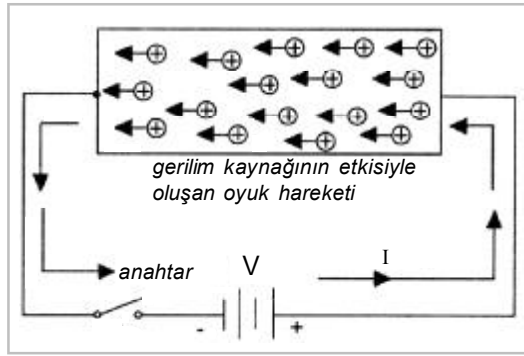 gerilim kaynağının etkisiyle
oluşan oyuk hareketi
anahtar
V
I
- +